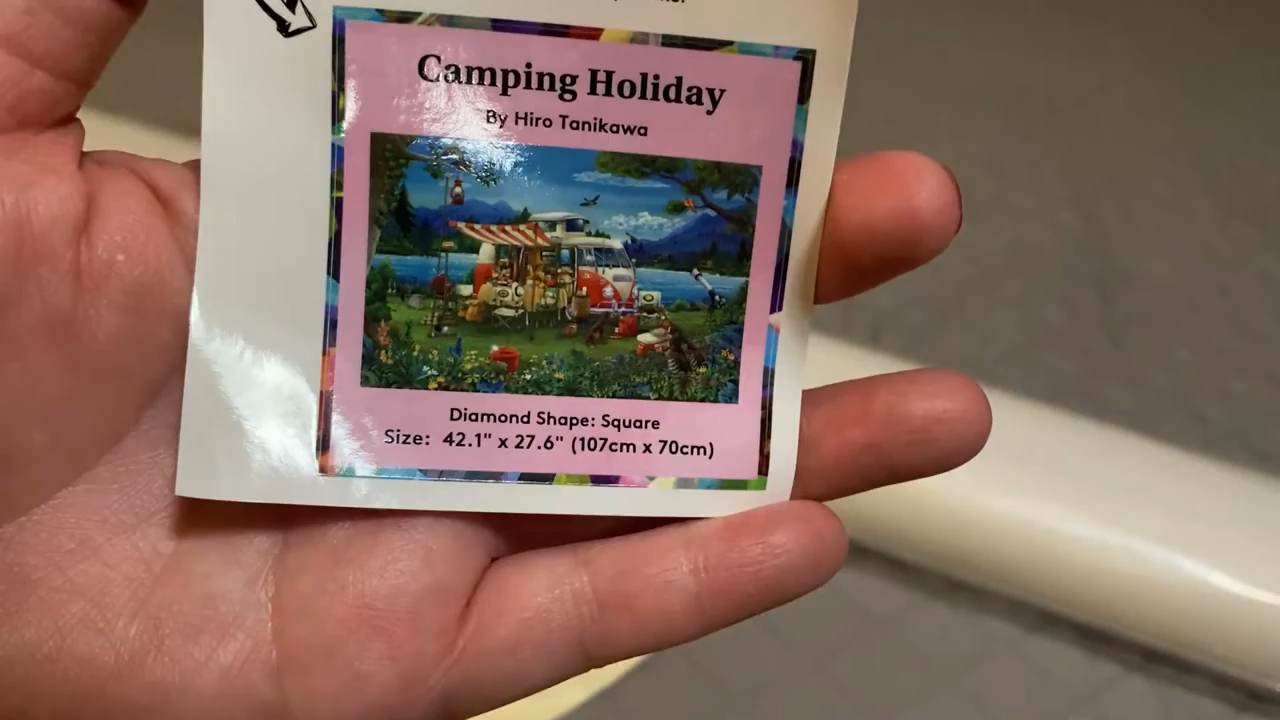 Camping Holiday
By Hiro Tanikawa
Diamond Shape: Square
Size: 42.1" x 27.6" (107cm x 70cm)